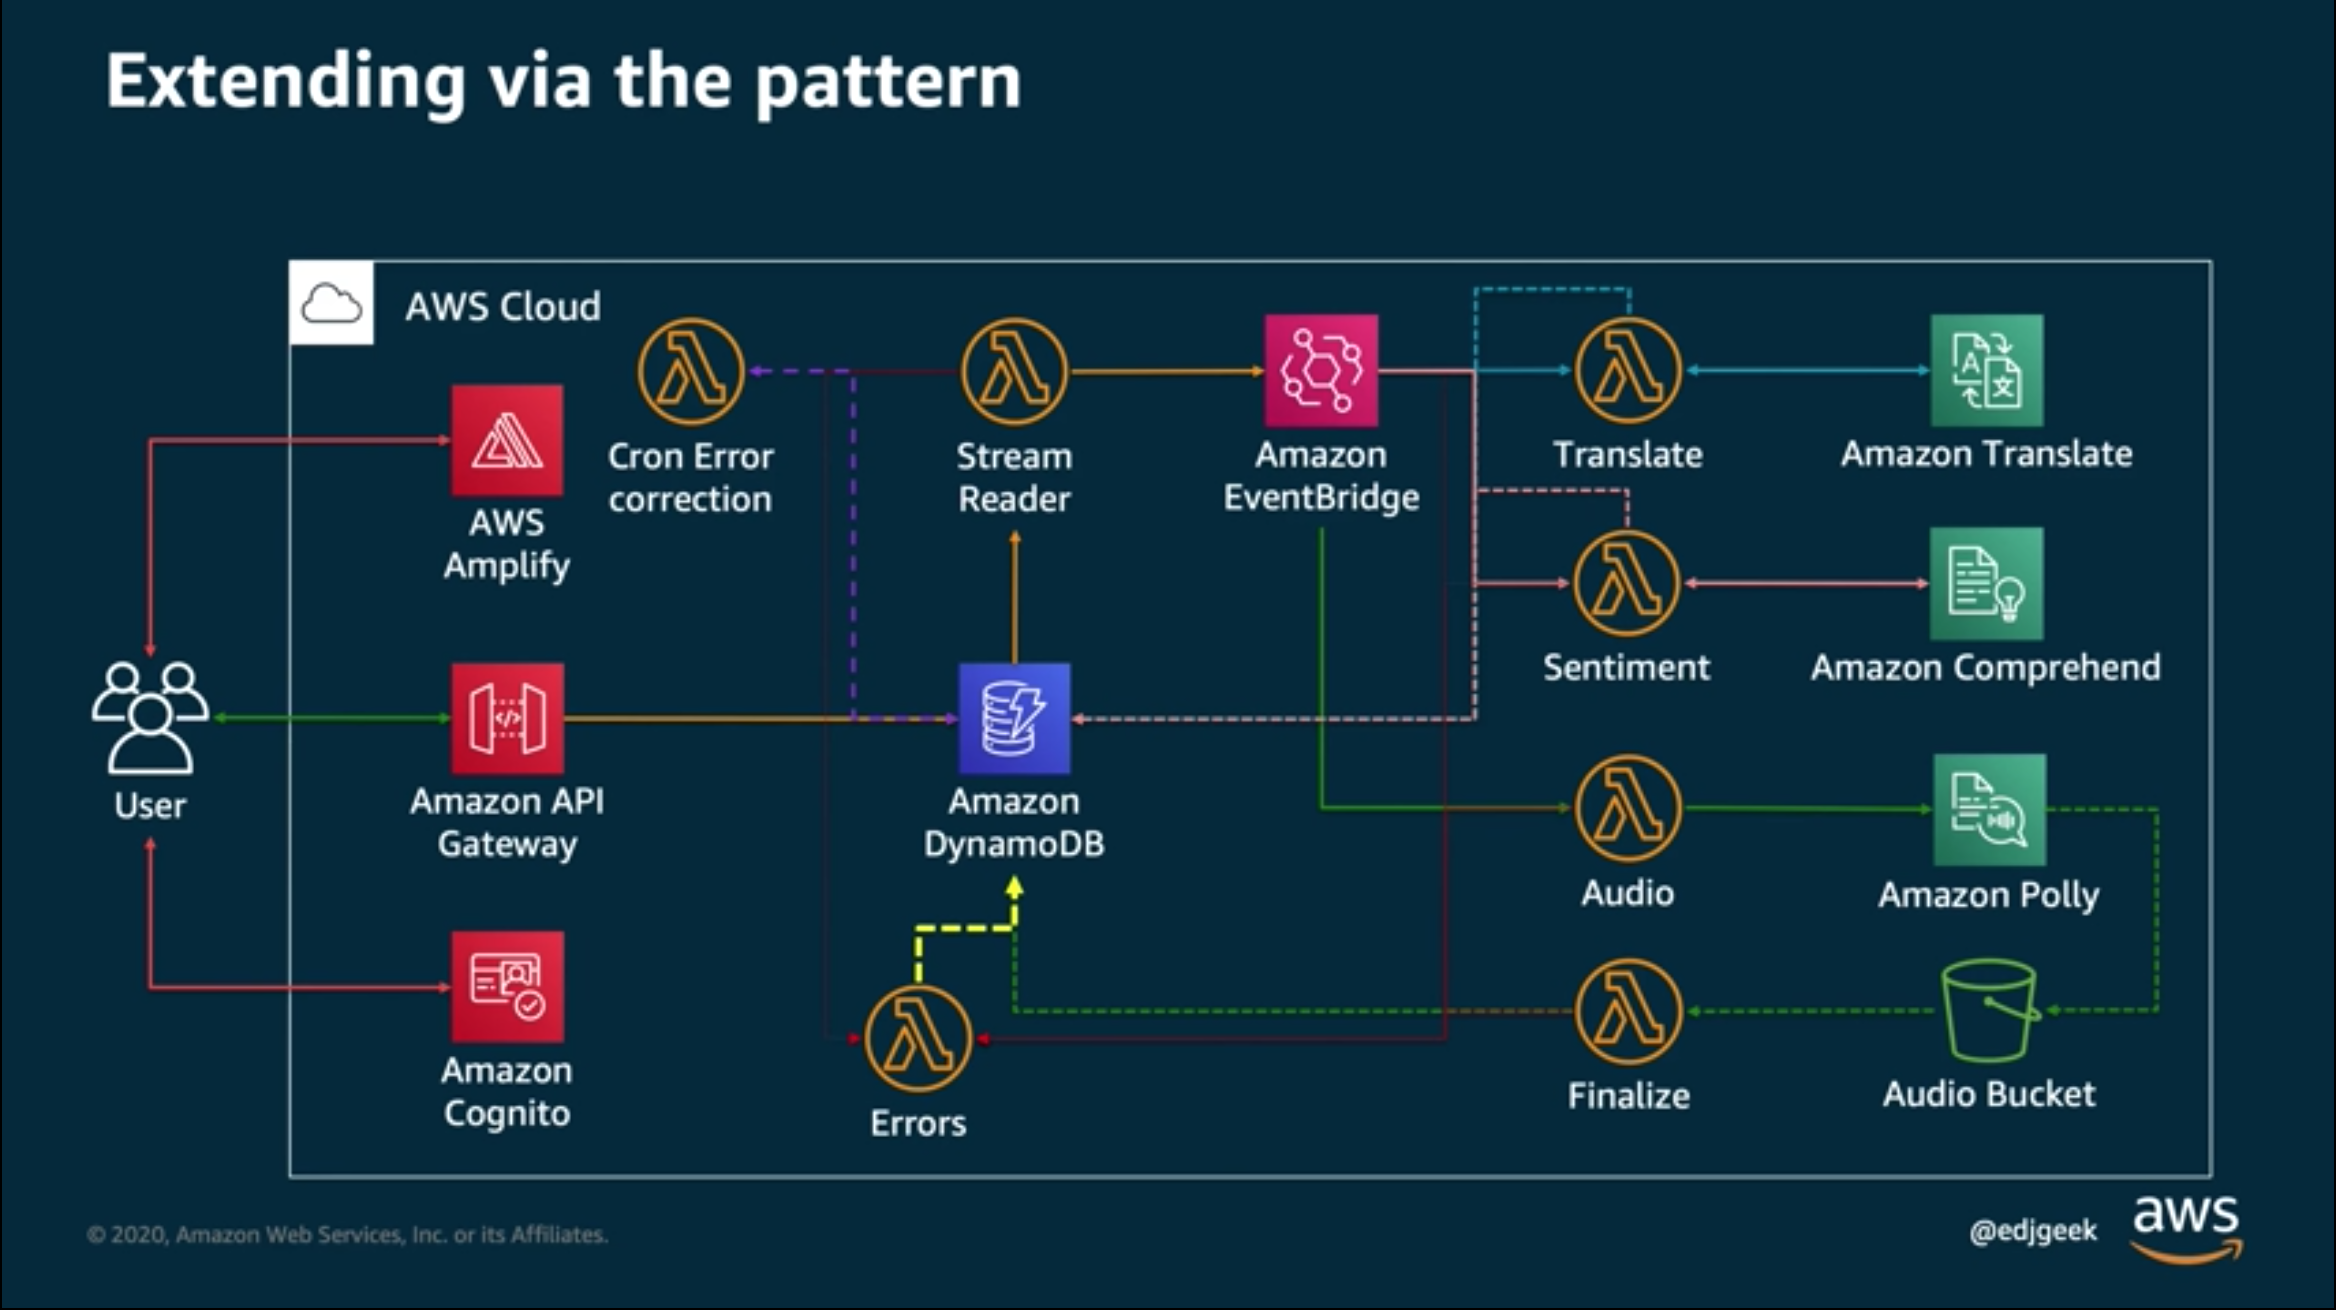 Extending via the pattern
AWS Cloud
Cron Error
correction
Stream
Reader
Amazon
EventBridge
Translate
Amazon Translate
AWS
Amplify
Sentiment
Amazon Comprehend
User
Amazon API
Gateway
Amazon
DynamoDB
Audio
Amazon Polly
Amazon
Cognito
Errors
Finalize
Audio Bucket
© 2020, Amazon Web Services, Inc. or its Affiliates.
@edjgeek
aws